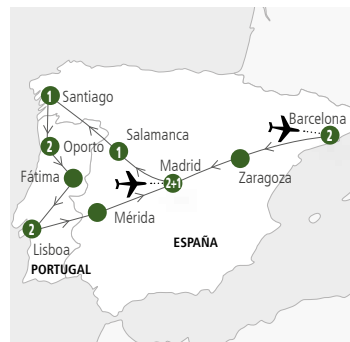 1
Santiago
Barcelona
2
2
Oporto
Salamanca
1
Madrid
2+1
Zaragoza
Fátima
2
Lisboa
Mérida
ESPAÑA
PORTUGAL